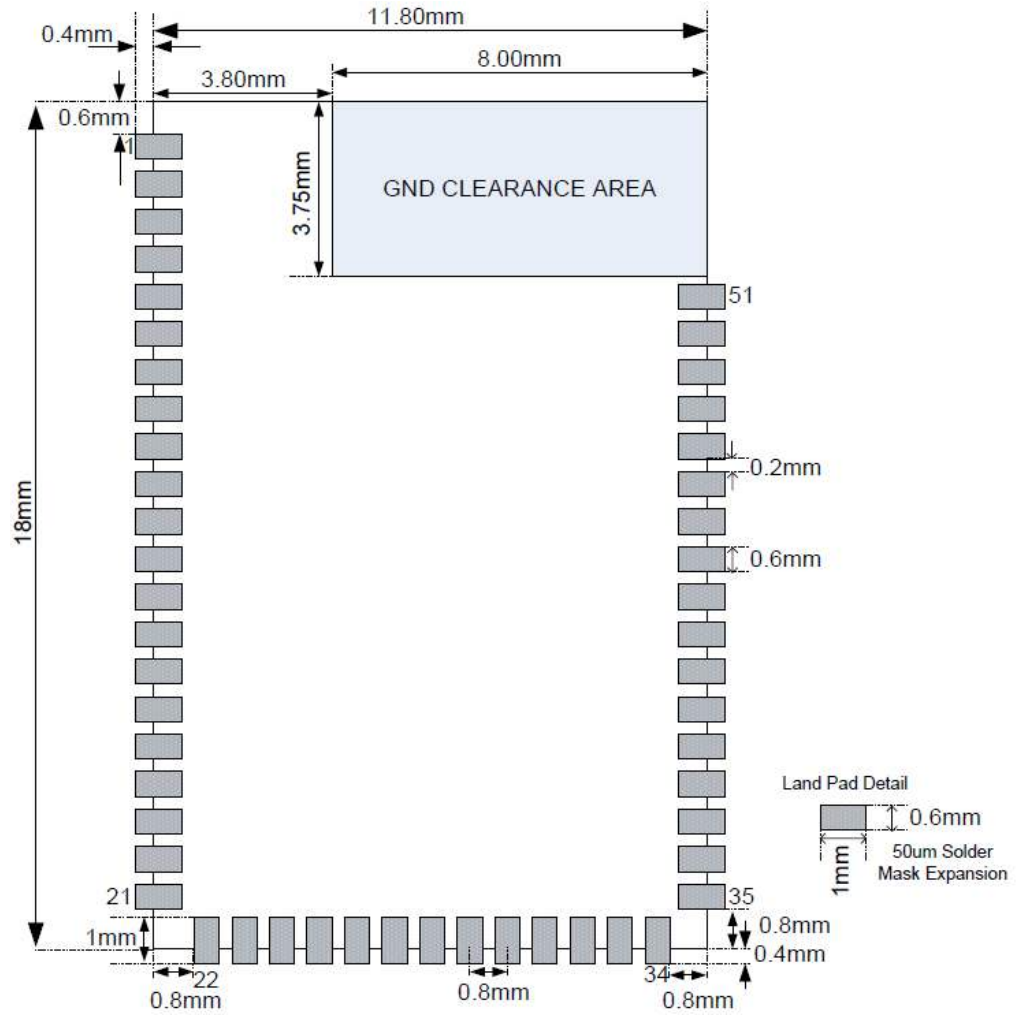 11.80mm
0.4mm
8.00mm
3.80mm
0.6mm
1
3.75mm
GND CLEARANCE AREA
51
0.2mm
18mm
0.6mm
Land Pad Detail
0.6mm
1mm
50um Solder
Mask Expansion
21
35
1mm
0.8mm
0.4mm
22
34
0.8mm
0.8mm
0.8mm